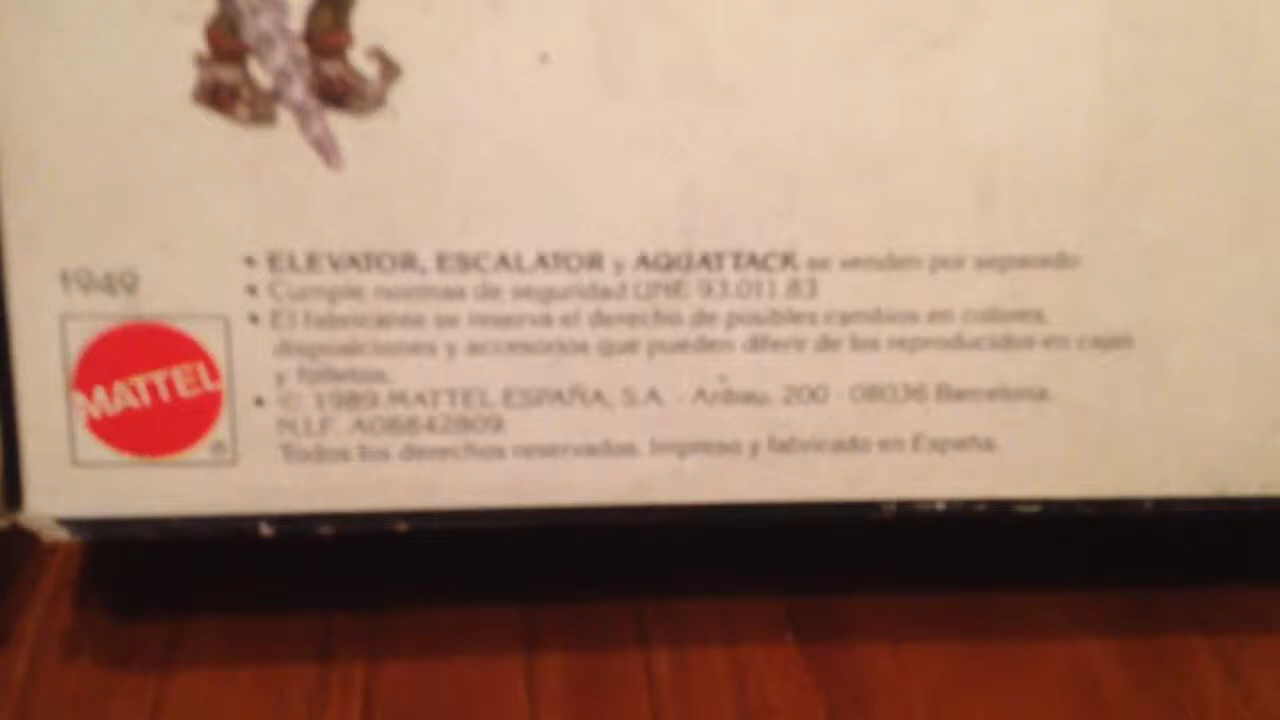 • ELEVATOR, ESCALATOR y AQUATTACK se venden por separado
1949
• Cumple normas de seguridad UNE 93.011.83
• El fabricante se reserva el derecho de posibles cambios en colores,
disposiciones y accesorios que pueden diferir de los reproducidos en cajas
y folletos.
MATTEL ®
• © 1989 MATTEL ESPAÑA, S.A. - Aribau, 200 - 08036 Barcelona.
N.I.F. A08842809
Todos los derechos reservados. Impreso y fabricado en España.